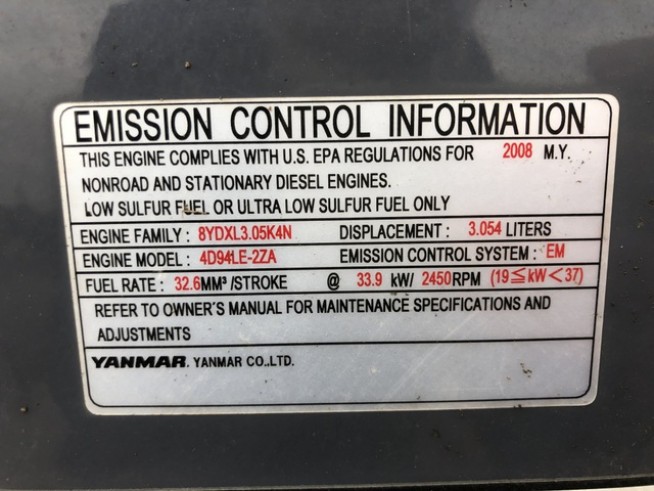 EMISSION CONTROL INFORMATION
THIS ENGINE COMPLIES WITH U.S. EPA REGULATIONS FOR 2008 M.Y.
NONROAD AND STATIONARY DIESEL ENGINES.
LOW SULFUR FUEL OR ULTRA LOW SULFUR FUEL ONLY
ENGINE FAMILY : 8YDXL3.05K4N DISPLACEMENT : 3.054 LITERS
ENGINE MODEL : 4D94LE-2ZA EMISSION CONTROL SYSTEM : EM
FUEL RATE : 32.6MM³ /STROKE @ 33.9 kW/ 2450RPM (19≦kW<37)
REFER TO OWNER'S MANUAL FOR MAINTENANCE SPECIFICATIONS AND
ADJUSTMENTS
YANMAR. YANMAR CO.,LTD.